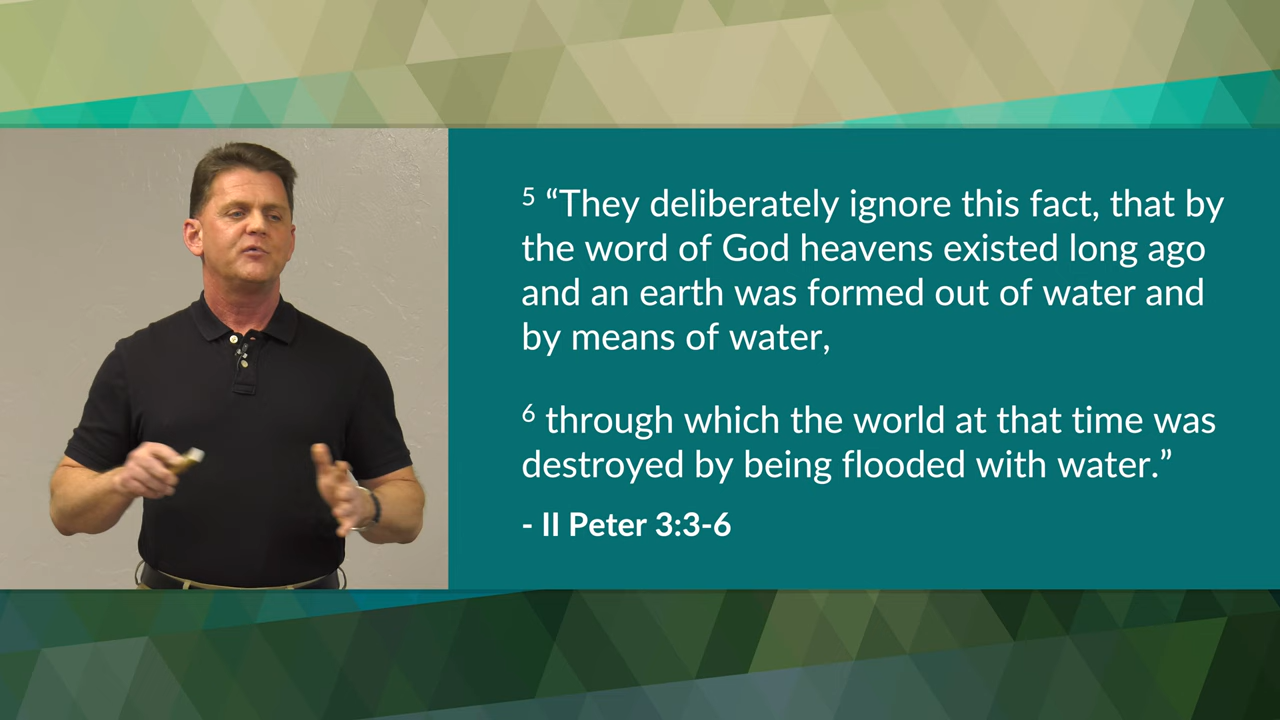 5 “They deliberately ignore this fact, that by
the word of God heavens existed long ago
and an earth was formed out of water and
by means of water,
6 through which the world at that time was
destroyed by being flooded with water.”
- II Peter 3:3-6